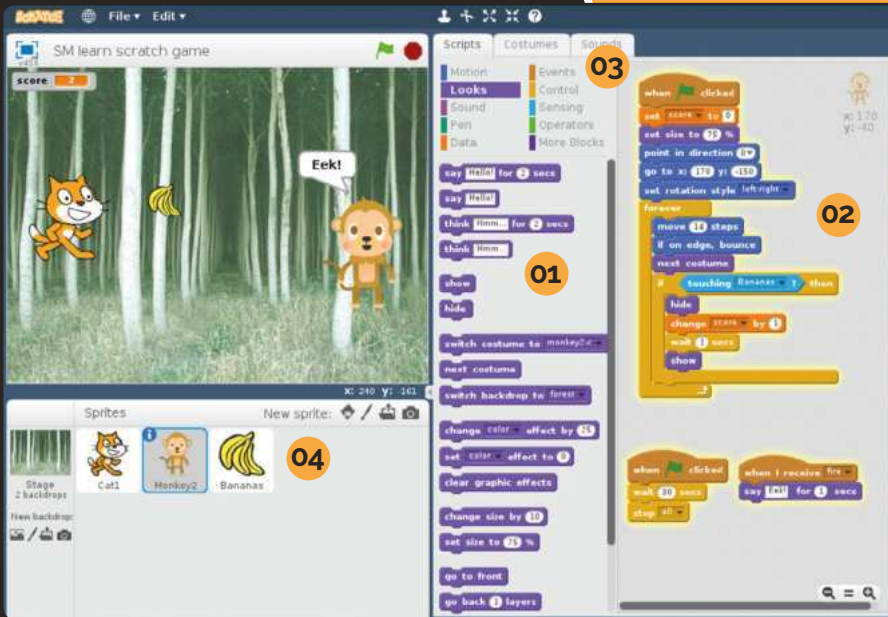 SCRATCH File ▾ Edit ▾
SM learn scratch game
v454
score 2
Eek!
X: 240 y: -161
Sprites New sprite:
Stage
2 backdrops
New backdrop:
Cat1
Monkey2
Bananas
04
Scripts Costumes Sounds
03
Motion Events
Looks Control
Sound Sensing
Pen Operators
Data More Blocks
say Hello! for 2 secs
say Hello!
think Hmm... for 2 secs
think Hmm...
01
show
hide
switch costume to monkey2-
next costume
switch backdrop to forest
change color effect by 25
set color effect to 0
clear graphic effects
change size by 10
set size to 75 %
go to front
go back 1 layers
when clicked
set score to 0
set size to 75 %
point in direction 0
go to x: 170 y: -150
set rotation style left-right
forever
move 14 steps
if on edge, bounce
next costume
if touching Bananas ? then
hide
change score by 1
wait 1 secs
show
x: 170
y: -40
02
when clicked
wait 30 secs
stop all
when I receive fire
say Eek! for 1 secs